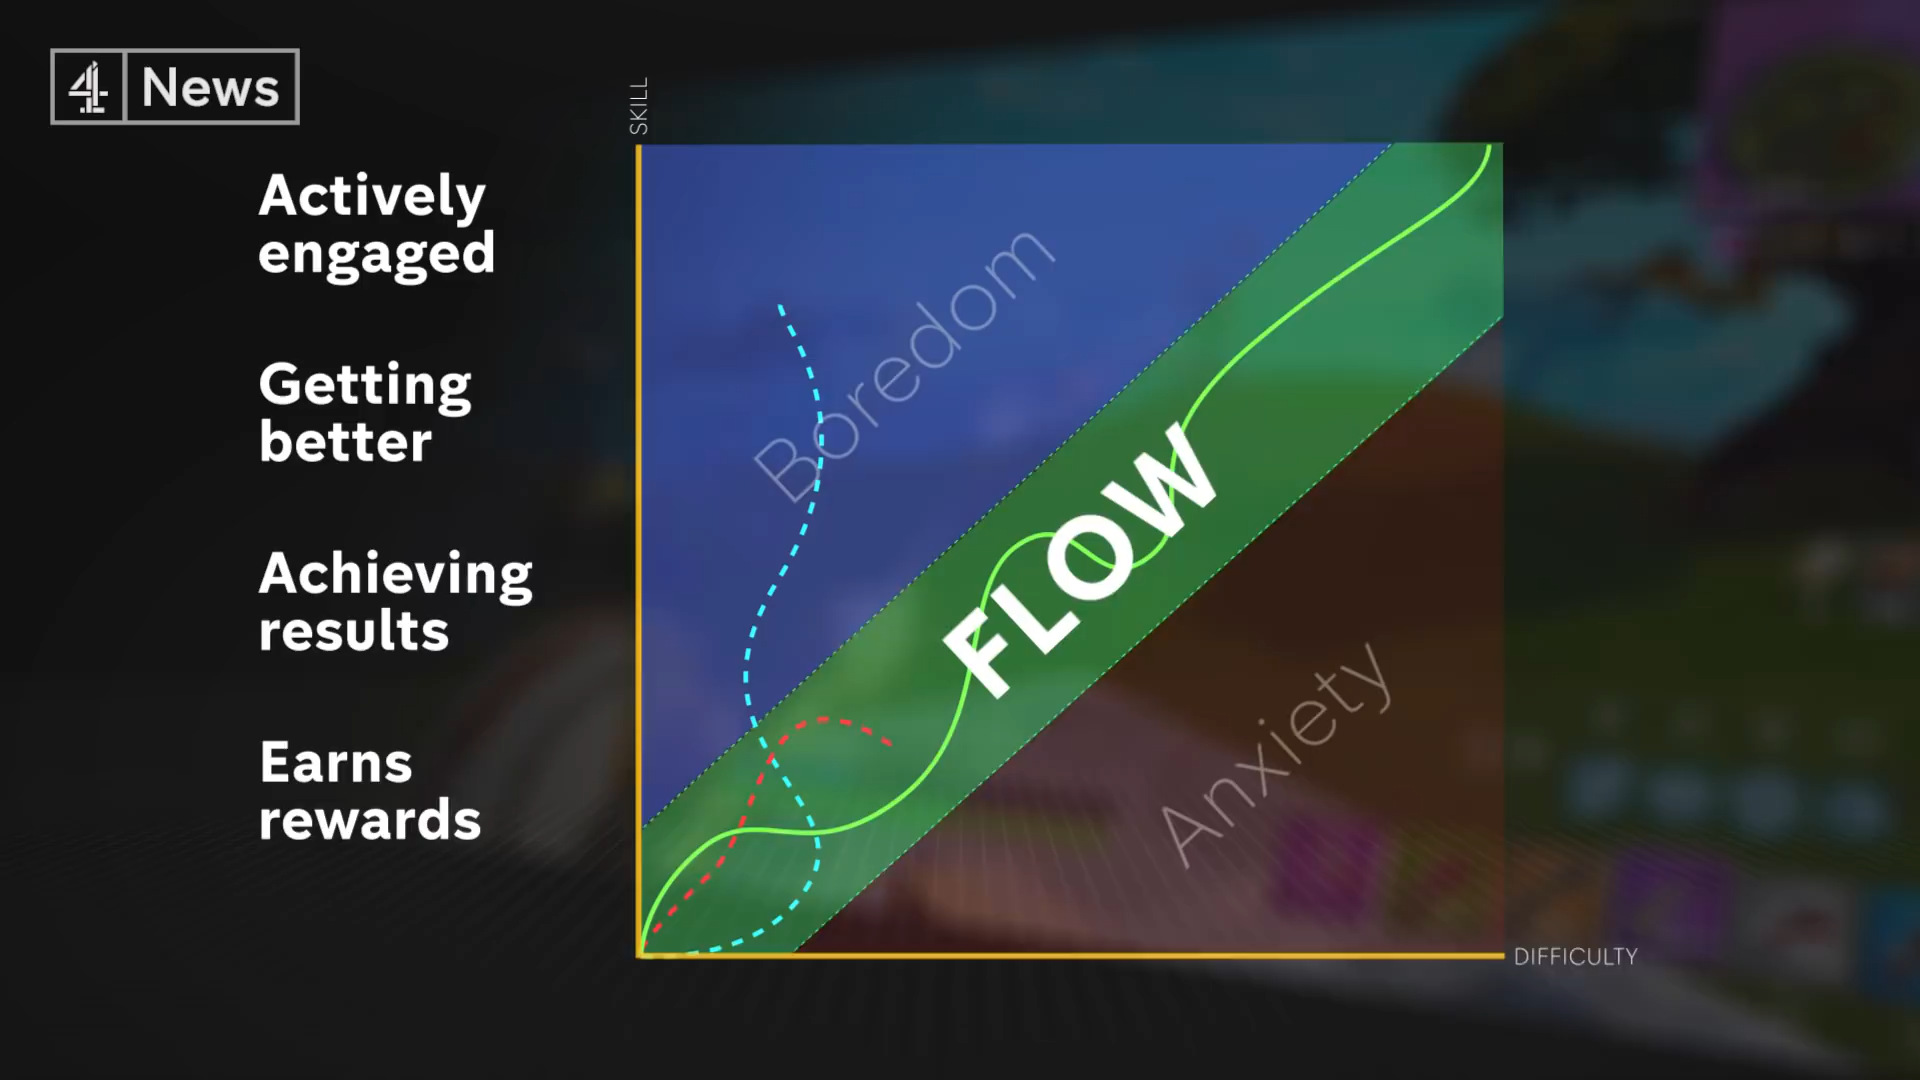 4 News
SKILL
Actively
engaged
Getting
better
Achieving
results
Earns
rewards
Boredom
FLOW
Anxiety
DIFFICULTY